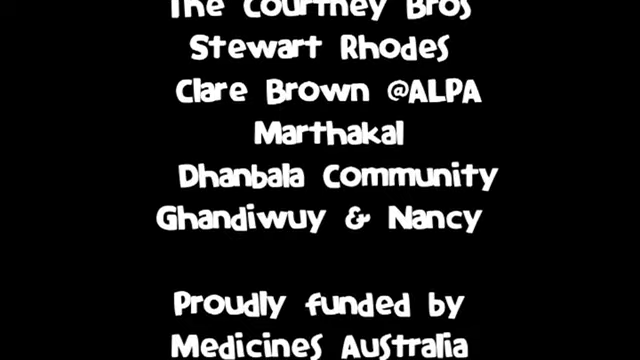 The Courtney Bros
Stewart Rhodes
Clare Brown @ALPA
Marthakal
Dhanbala Community
Ghandiwuy & Nancy
Proudly funded by
Medicines Australia